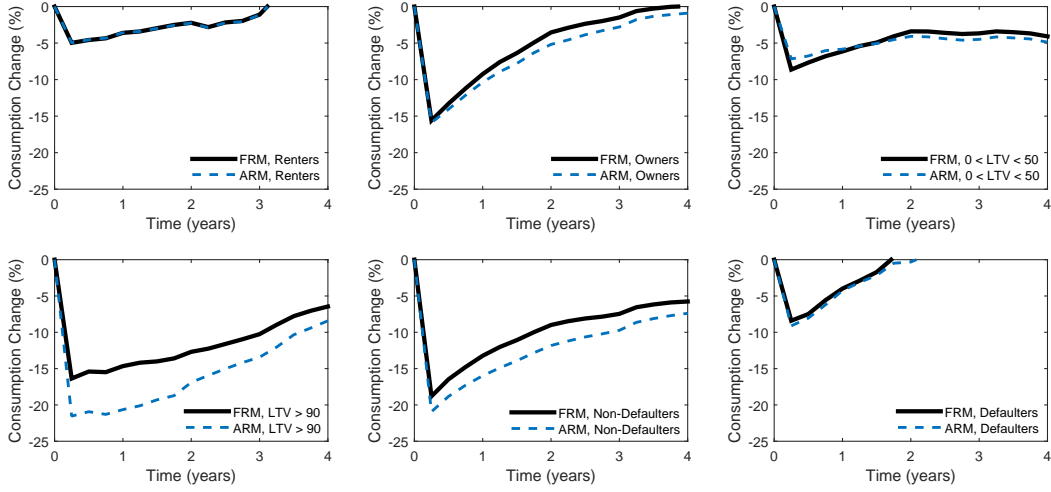 Consumption Change (%)
0
-5
-10
-15
-20
-25
FRM, Renters
ARM, Renters
0 1 2 3 4
Time (years)
Consumption Change (%)
0
-5
-10
-15
-20
-25
FRM, Owners
ARM, Owners
0 1 2 3 4
Time (years)
Consumption Change (%)
0
-5
-10
-15
-20
-25
FRM, 0 < LTV < 50
ARM, 0 < LTV < 50
0 1 2 3 4
Time (years)
Consumption Change (%)
0
-5
-10
-15
-20
-25
FRM, LTV > 90
ARM, LTV > 90
0 1 2 3 4
Time (years)
Consumption Change (%)
0
-5
-10
-15
-20
-25
FRM, Non-Defaulters
ARM, Non-Defaulters
0 1 2 3 4
Time (years)
Consumption Change (%)
0
-5
-10
-15
-20
-25
FRM, Defaulters
ARM, Defaulters
0 1 2 3 4
Time (years)